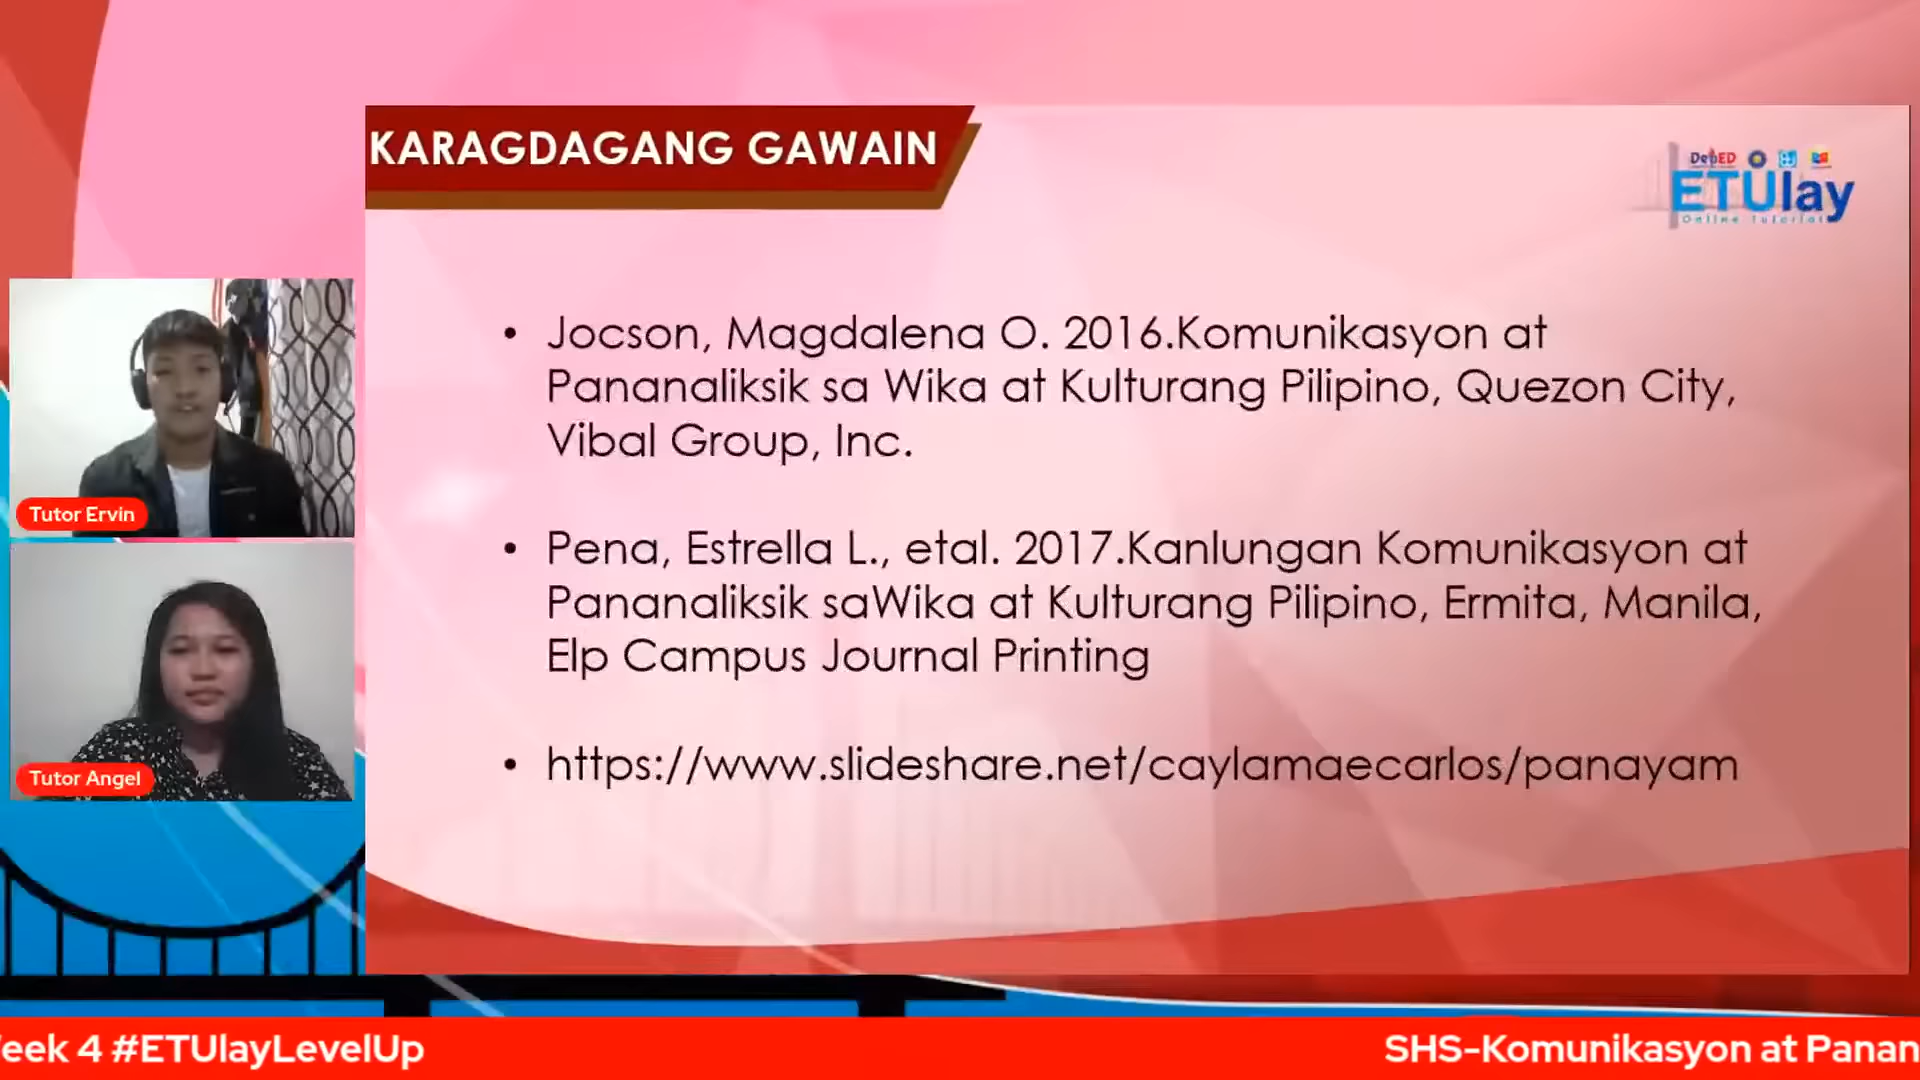 KARAGDAGANG GAWAIN
DepED
ETUlay
Online Tutorial
• Jocson, Magdalena O. 2016.Komunikasyon at
Pananaliksik sa Wika at Kulturang Pilipino, Quezon City,
Vibal Group, Inc.
• Pena, Estrella L., etal. 2017.Kanlungan Komunikasyon at
Pananaliksik saWika at Kulturang Pilipino, Ermita, Manila,
Elp Campus Journal Printing
• https://www.slideshare.net/caylamaecarlos/panayam
Tutor Ervin
Tutor Angel
eek 4 #ETUlayLevelUp
SHS-Komunikasyon at Panan